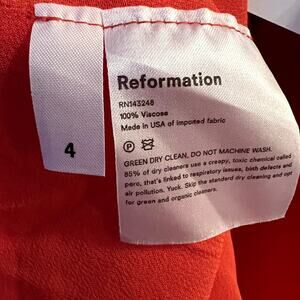 Reformation
RN143248
100% Viscose
Made in USA of imported fabric
4
GREEN DRY CLEAN, DO NOT MACHINE WASH.
85% of dry cleaners use a creepy, toxic chemical called
perc, that's linked to respiratory issues, birth defects and
air pollution. Yuck. Skip the standard dry cleaning and opt
for green and organic cleaners.